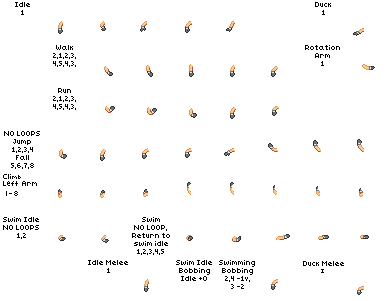 Idle
1
Duck
1
Walk
2,1,2,3,
4,5,4,3,
Rotation
Arm
1
Run
2,1,2,3,
4,5,4,3,
NO LOOPS
Jump
1,2,3,4
Fall
5,6,7,8
Climb
Left Arm
1-8
Swim Idle
NO LOOPS
1,2
Swim
NO LOOP,
Return to
swim idle
1,2,3,4,5
Swim Idle
Bobbing
Idle +0
Swimming
Bobbing
2,4 -1v,
3 -2
Idle Melee
1
Duck Melee
1